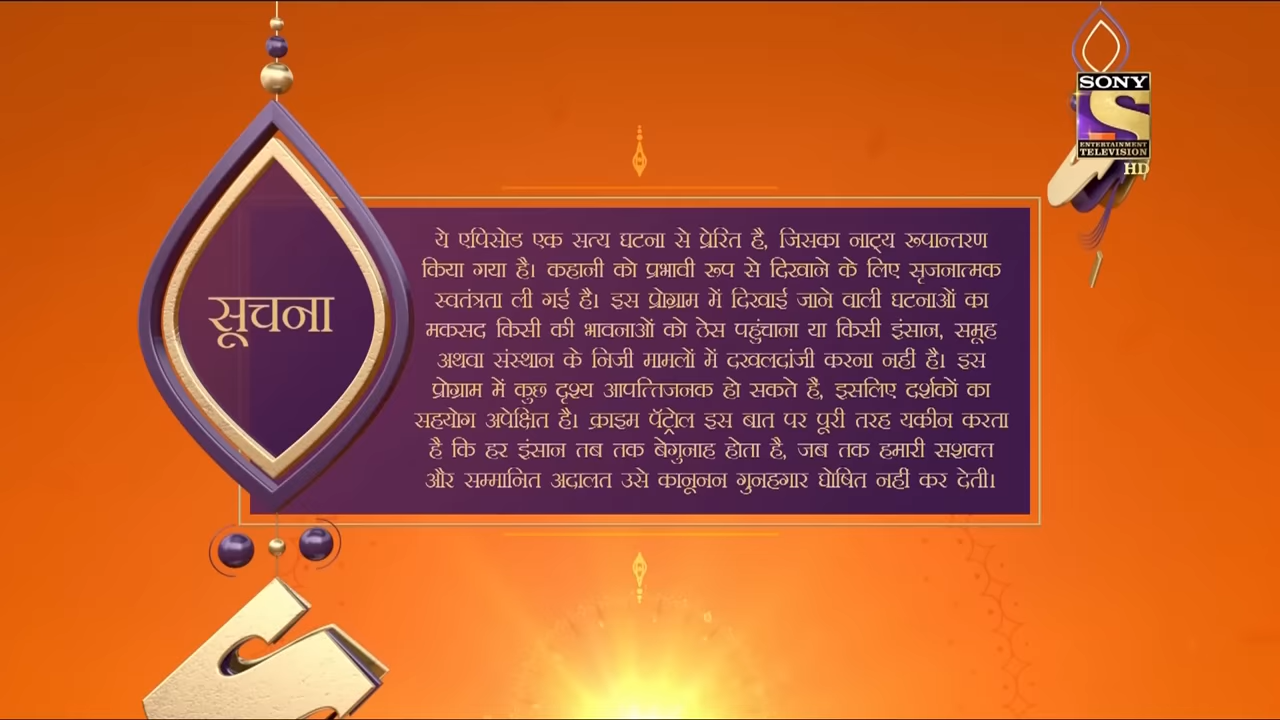 सूचना
ये एपिसोड एक सत्य घटना से प्रेरित है, जिसका नाट्य रूपान्तरण
किया गया है। कहानी को प्रभावी रूप से दिखाने के लिए सृजनात्मक
स्वतंत्रता ली गई है। इस प्रोग्राम में दिखाई जाने वाली घटनाओं का
मकसद किसी की भावनाओं को ठेस पहुंचाना या किसी इंसान, समूह
अथवा संस्थान के निजी मामलों में दखलदांजी करना नहीं है। इस
प्रोग्राम में कुछ दृश्य आपत्तिजनक हो सकते है, इसलिए दर्शकों का
सहयोग अपेक्षित है। क्राइम पॅट्रोल इस बात पर पूरी तरह यकीन करता
है कि हर इंसान तब तक बेगुनाह होता है, जब तक हमारी सशक्त
और सम्मानित अदालत उसे कानूनन गुनहगार घोषित नहीं कर देती।
SONY
ENTERTAINMENT
TELEVISION
HD